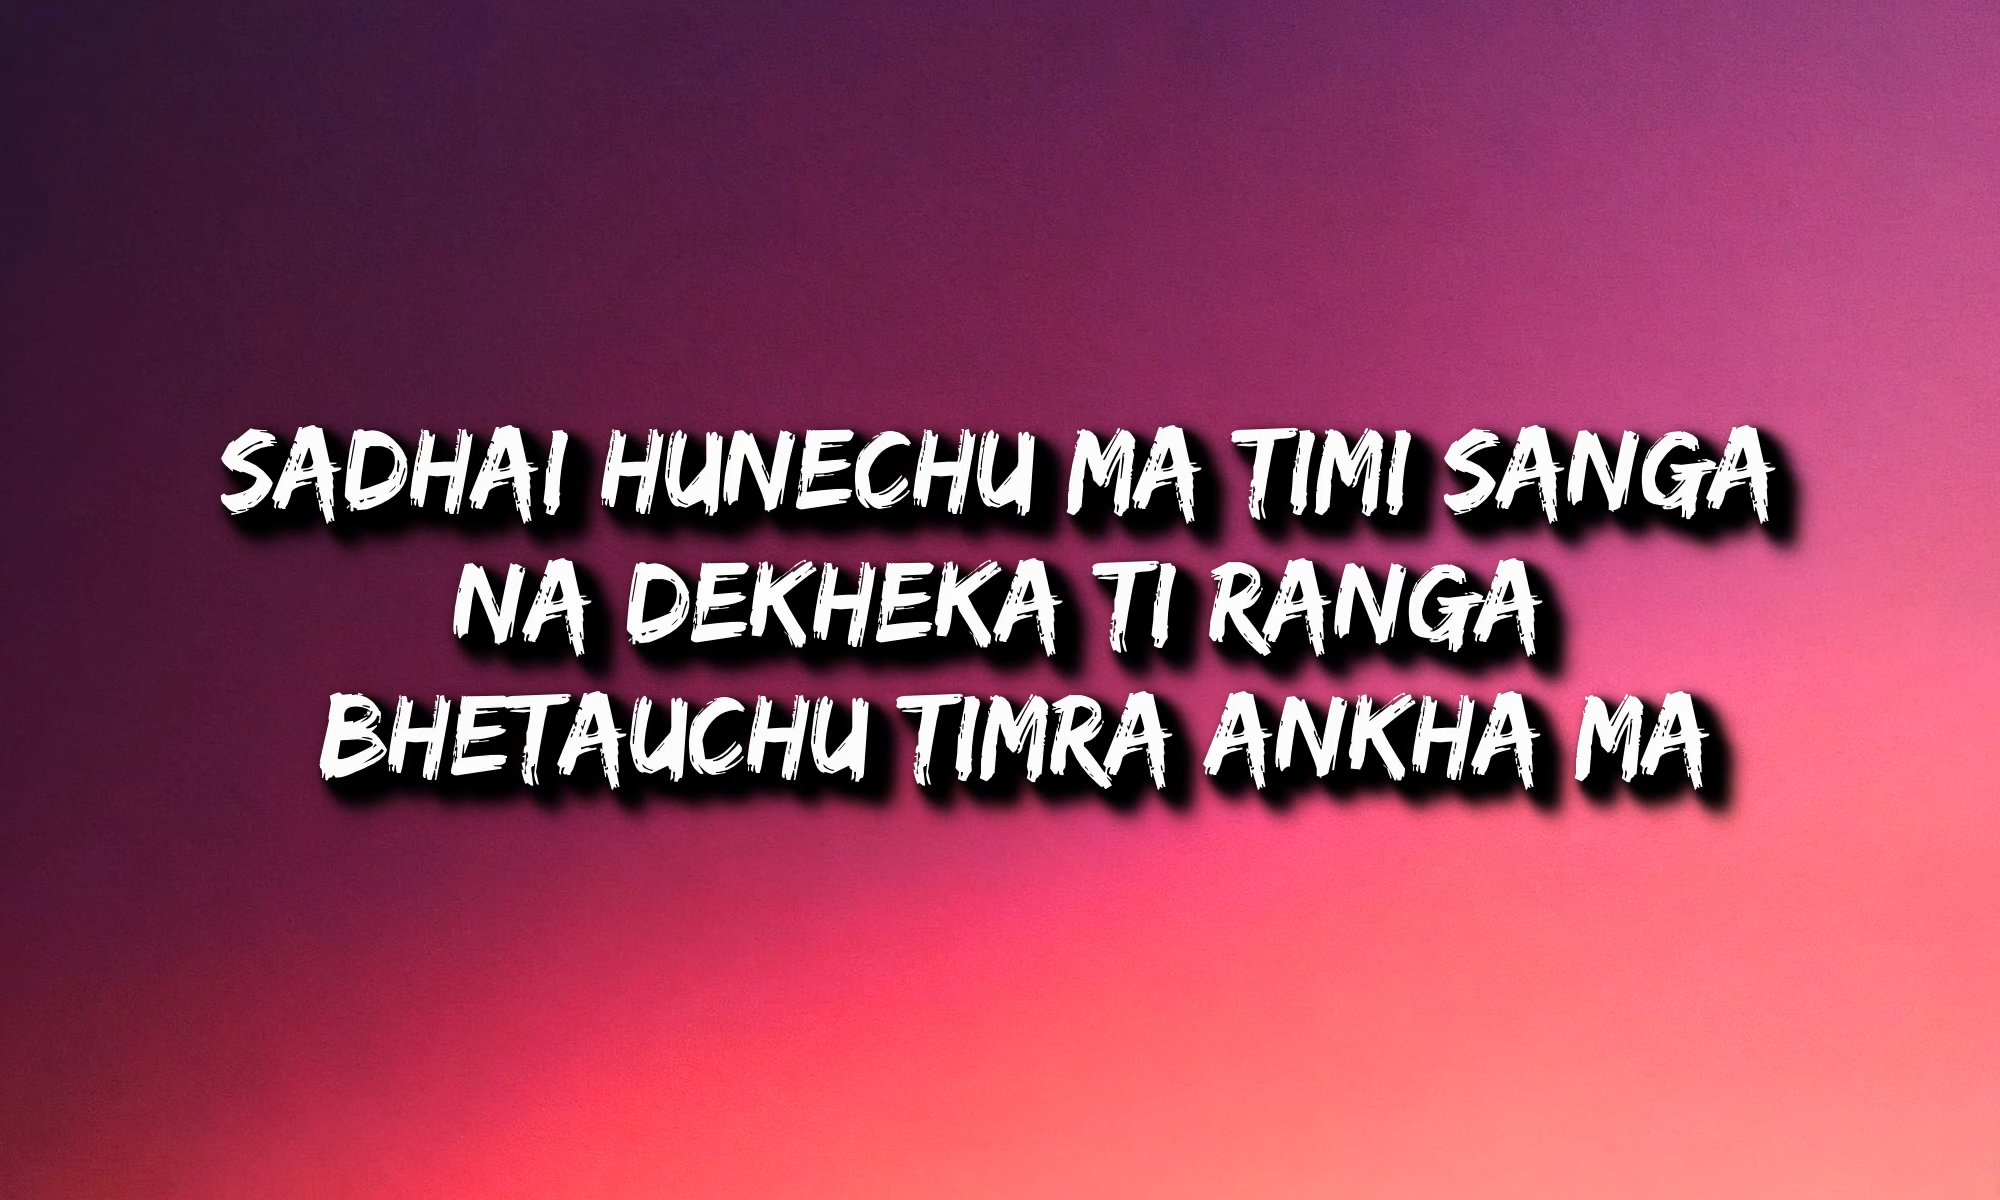 SADHAI HUNECHU MA TIMI SANGA
NA DEKHEKA TI RANGA
BHETAUCHU TIMRA ANKHA MA